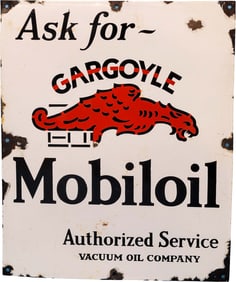 Ask for~
GARGOYLE
Mobiloil
Authorized Service
VACUUM OIL COMPANY